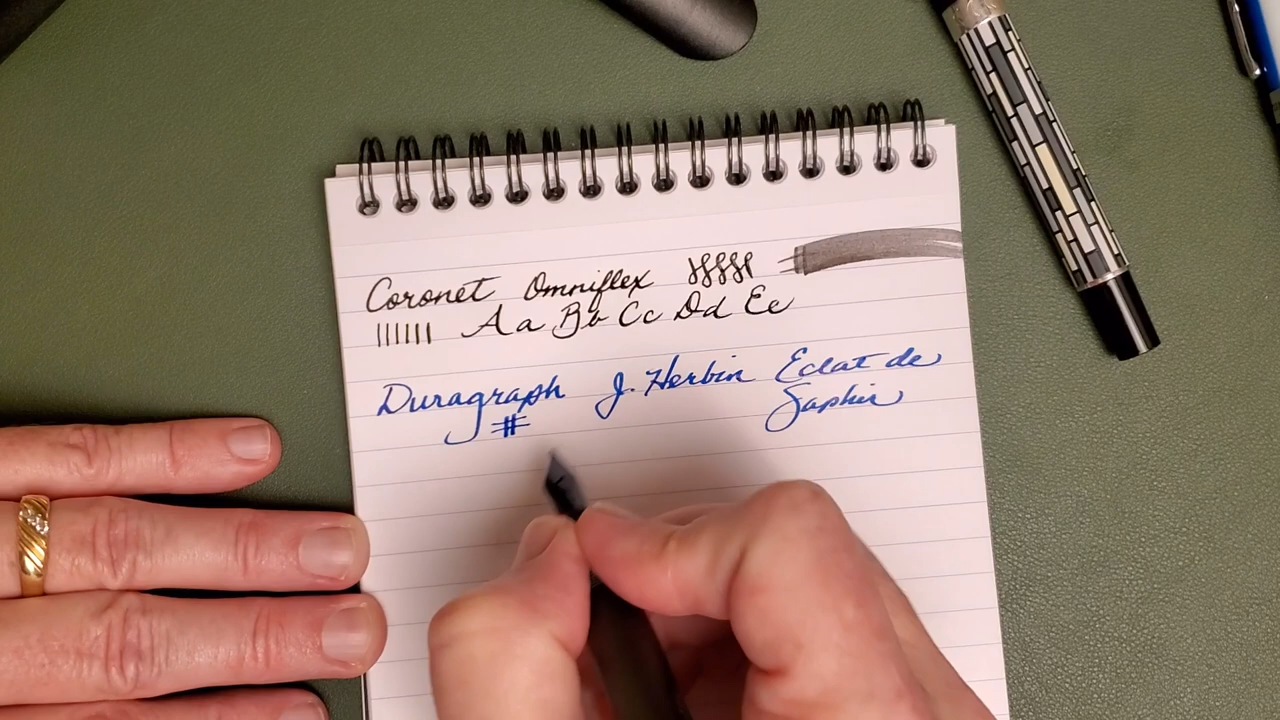 Coronet Omniflex
Aa Bb Cc Dd Ee
Duragraph J. Herbin Eclat de
Saphir
#